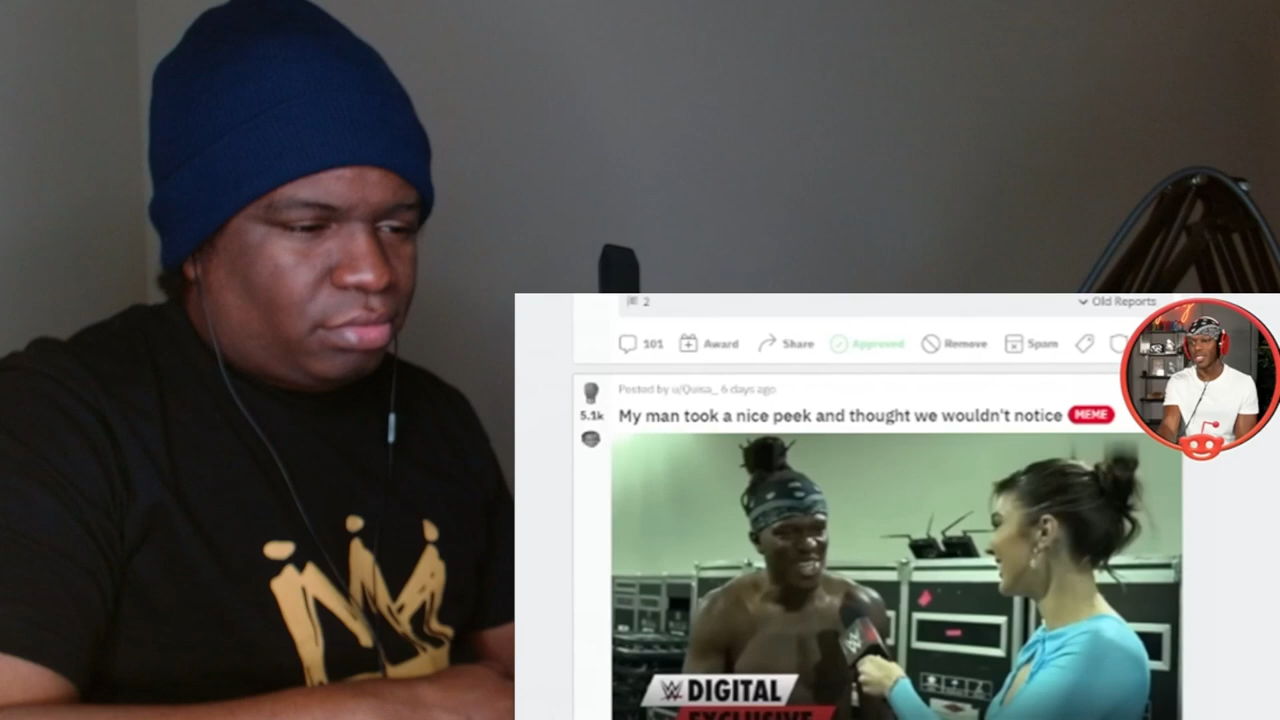 2
Old Reports
101 Award Share Approved Remove Spam
Posted by u/Quisa_ 6 days ago
5.1k
My man took a nice peek and thought we wouldn't notice MEME
W DIGITAL
EXCLUSIVE